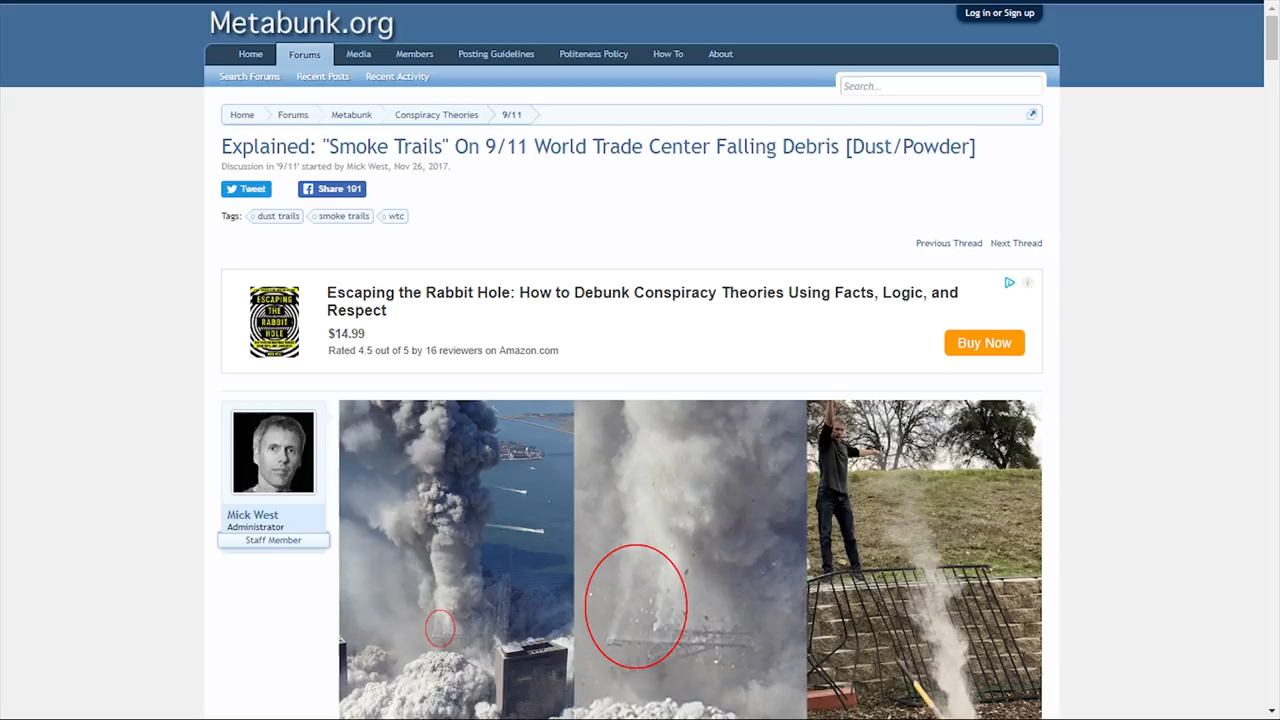 Metabunk.org
Log in or Sign up
Home Forums Media Members Posting Guidelines Politeness Policy How To About
Search Forums Recent Posts Recent Activity
Search...
Home Forums Metabunk Conspiracy Theories 9/11
Explained: "Smoke Trails" On 9/11 World Trade Center Falling Debris [Dust/Powder]
Discussion in '9/11' started by Mick West, Nov 26, 2017.
Tweet Share 191
Tags: dust trails smoke trails wtc
Previous Thread Next Thread
ESCAPING
THE
RABBIT
HOLE
Escaping the Rabbit Hole: How to Debunk Conspiracy Theories Using Facts, Logic, and
Respect
$14.99
Rated 4.5 out of 5 by 16 reviewers on Amazon.com
Buy Now
Mick West
Administrator
Staff Member